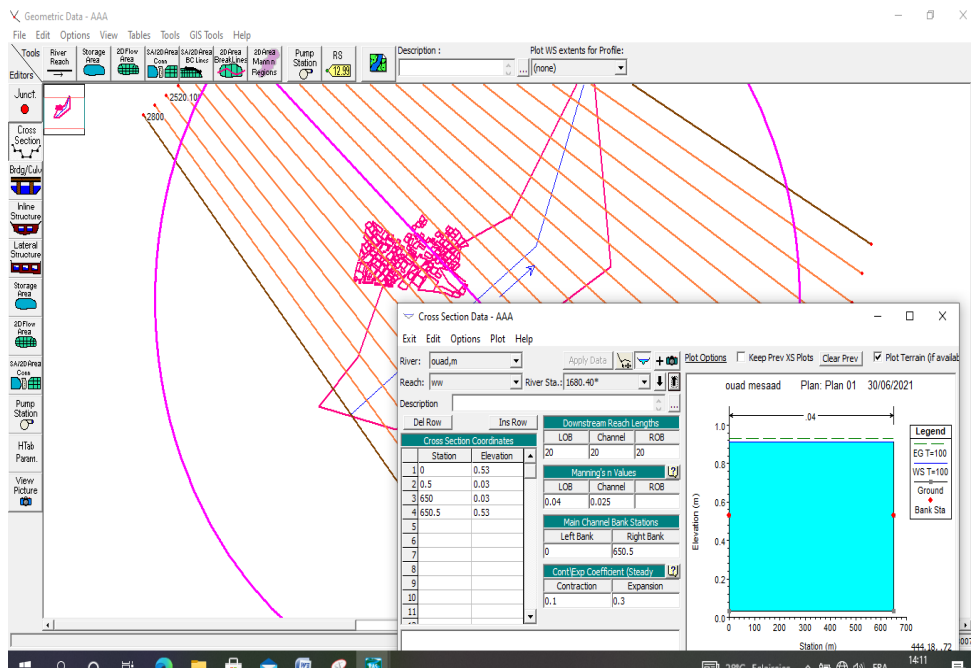 Geometric Data - AAA
File Edit Options View Tables Tools GIS Tools Help
Tools
Editors
River Reach
Storage Area
2D Flow Area
SA/2D Area Conn
SA/2D Area BC Lines
2D Area BreakLines
2D Area Mann n Regions
Pump Station
RS
12.99
Description :
...
Plot WS extents for Profile:
(none)
Junct.
Cross Section
Brdg/Culv
Inline Structure
Lateral Structure
Storage Area
2D Flow Area
SA/2D Area Conn
Pump Station
HTab Param.
View Picture
2520.10*
2800
Cross Section Data - AAA
Exit Edit Options Plot Help
River: ouad,m
Apply Data
Plot Options
Keep Prev XS Plots
Clear Prev
Plot Terrain (if availab
Reach: ww
River Sta.: 1680.40*
Description
...
Del Row
Ins Row
Cross Section Coordinates
Station Elevation
1 0 0.53
2 0.5 0.03
3 650 0.03
4 650.5 0.53
5
6
7
8
9
10
11
Downstream Reach Lengths
LOB Channel ROB
20 20 20
Manning's n Values
?
LOB Channel ROB
0.04 0.025
Main Channel Bank Stations
Left Bank Right Bank
0 650.5
Cont\Exp Coefficient (Steady
?
Contraction Expansion
0.1 0.3
ouad mesaad Plan: Plan 01 30/06/2021
.04
Legend
EG T=100
WS T=100
Ground
Bank Sta
Elevation (m)
1.0
0.8
0.6
0.4
0.2
0.0
0 100 200 300 400 500 600 700
Station (m)
444.18, .72
14:11